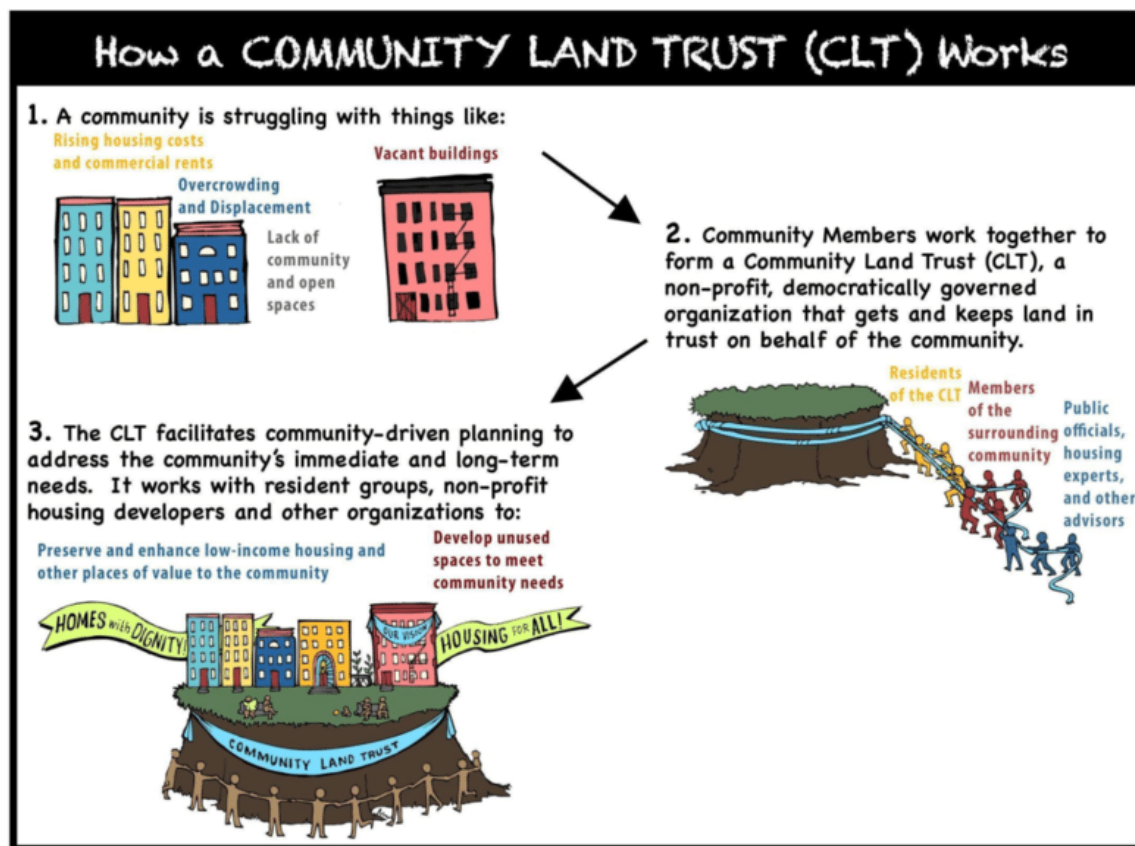 How a COMMUNITY LAND TRUST (CLT) Works
1. A community is struggling with things like:
Rising housing costs
and commercial rents
Overcrowding
and Displacement
Lack of
community
and open
spaces
Vacant buildings
2. Community Members work together to
form a Community Land Trust (CLT), a
non-profit, democratically governed
organization that gets and keeps land in
trust on behalf of the community.
Residents
of the CLT
Members
of the
surrounding
community
Public
officials,
housing
experts,
and other
advisors
3. The CLT facilitates community-driven planning to
address the community's immediate and long-term
needs. It works with resident groups, non-profit
housing developers and other organizations to:
Preserve and enhance low-income housing and
other places of value to the community
Develop unused
spaces to meet
community needs
HOMES with DIGNITY!
OUR VISION
HOUSING FOR ALL!
COMMUNITY LAND TRUST